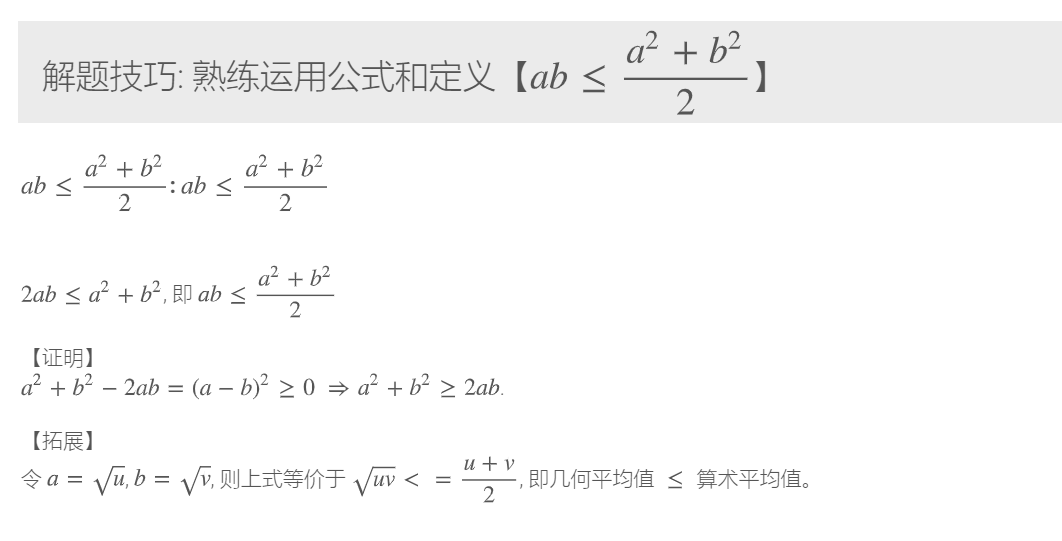 解题技巧: 熟练运用公式和定义【$ab \leq \frac{a^2+b^2}{2}$】
$ab \leq \frac{a^2+b^2}{2}$:$ab \leq \frac{a^2+b^2}{2}$
$2ab \leq a^2+b^2$, 即 $ab \leq \frac{a^2+b^2}{2}$
【证明】
$a^2+b^2-2ab=(a-b)^2 \geq 0 \Rightarrow a^2+b^2 \geq 2ab$.
【拓展】
令 $a=\sqrt{u}$, $b=\sqrt{v}$, 则上式等价于 $\sqrt{uv} < = \frac{u+v}{2}$, 即几何平均值 $\leq$ 算术平均值。